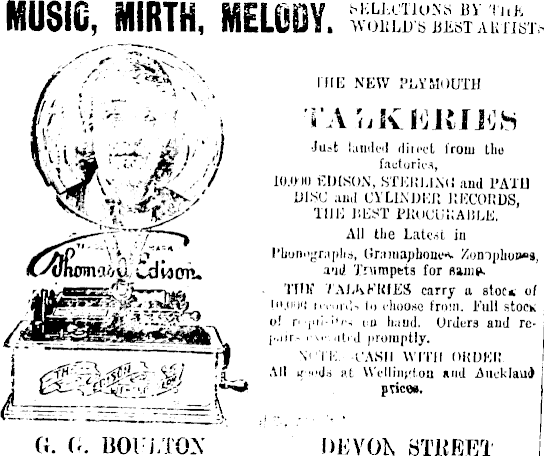 MUSIC, MIRTH, MELODY.
SELECTIONS BY THE
WORLD'S BEST ARTISTS
THE NEW PLYMOUTH
TALKERIES
Just landed direct from the
factories,
10,000 EDISON, STERLING and PATH
DISC and CYLINDER RECORDS,
THE BEST PROCURABLE.
All the Latest in
Phonographs, Gramaphones, Zonophones,
and Trumpets for same.
THE TALKERIES carry a stock of
10,000 records to choose from. Full stock
of requisites on hand. Orders and re-
pairs executed promptly.
NOTE.—CASH WITH ORDER
All goods at Wellington and Auckland
prices.
TRADE MARK
Thomas A Edison
G. G. BOULTON
DEVON STREET